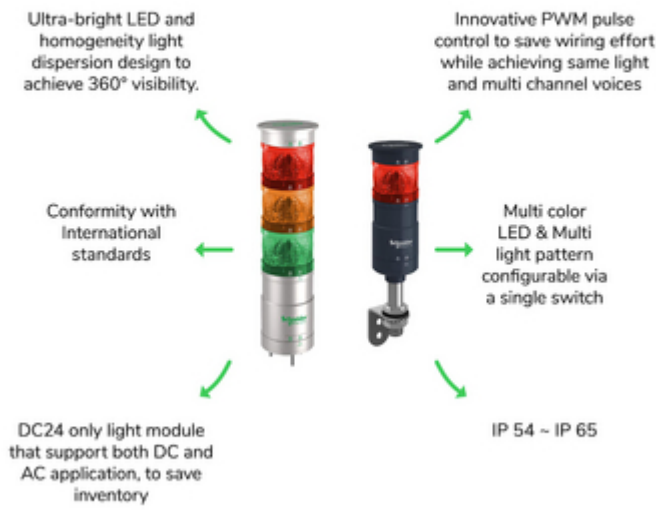 Ultra-bright LED and
homogeneity light
dispersion design to
achieve 360° visibility.
Innovative PWM pulse
control to save wiring effort
while achieving same light
and multi channel voices
Conformity with
International
standards
Schneider
Schneider
Multi color
LED & Multi
light pattern
configurable via
a single switch
DC24 only light module
that support both DC and
AC application, to save
inventory
IP 54 ~ IP 65